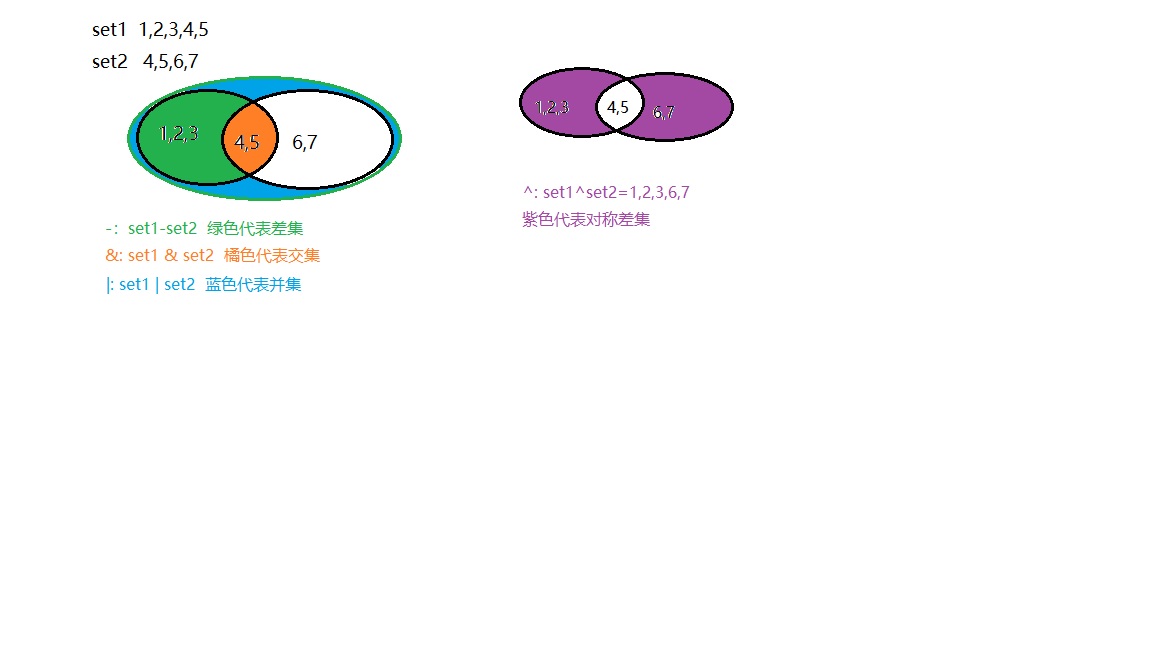 set1 1,2,3,4,5
set2 4,5,6,7
1,2,3
4,5
6,7
-: set1-set2 绿色代表差集
&: set1 & set2 橘色代表交集
|: set1 | set2 蓝色代表并集
1,2,3
4,5
6,7
^: set1^set2=1,2,3,6,7
紫色代表对称差集